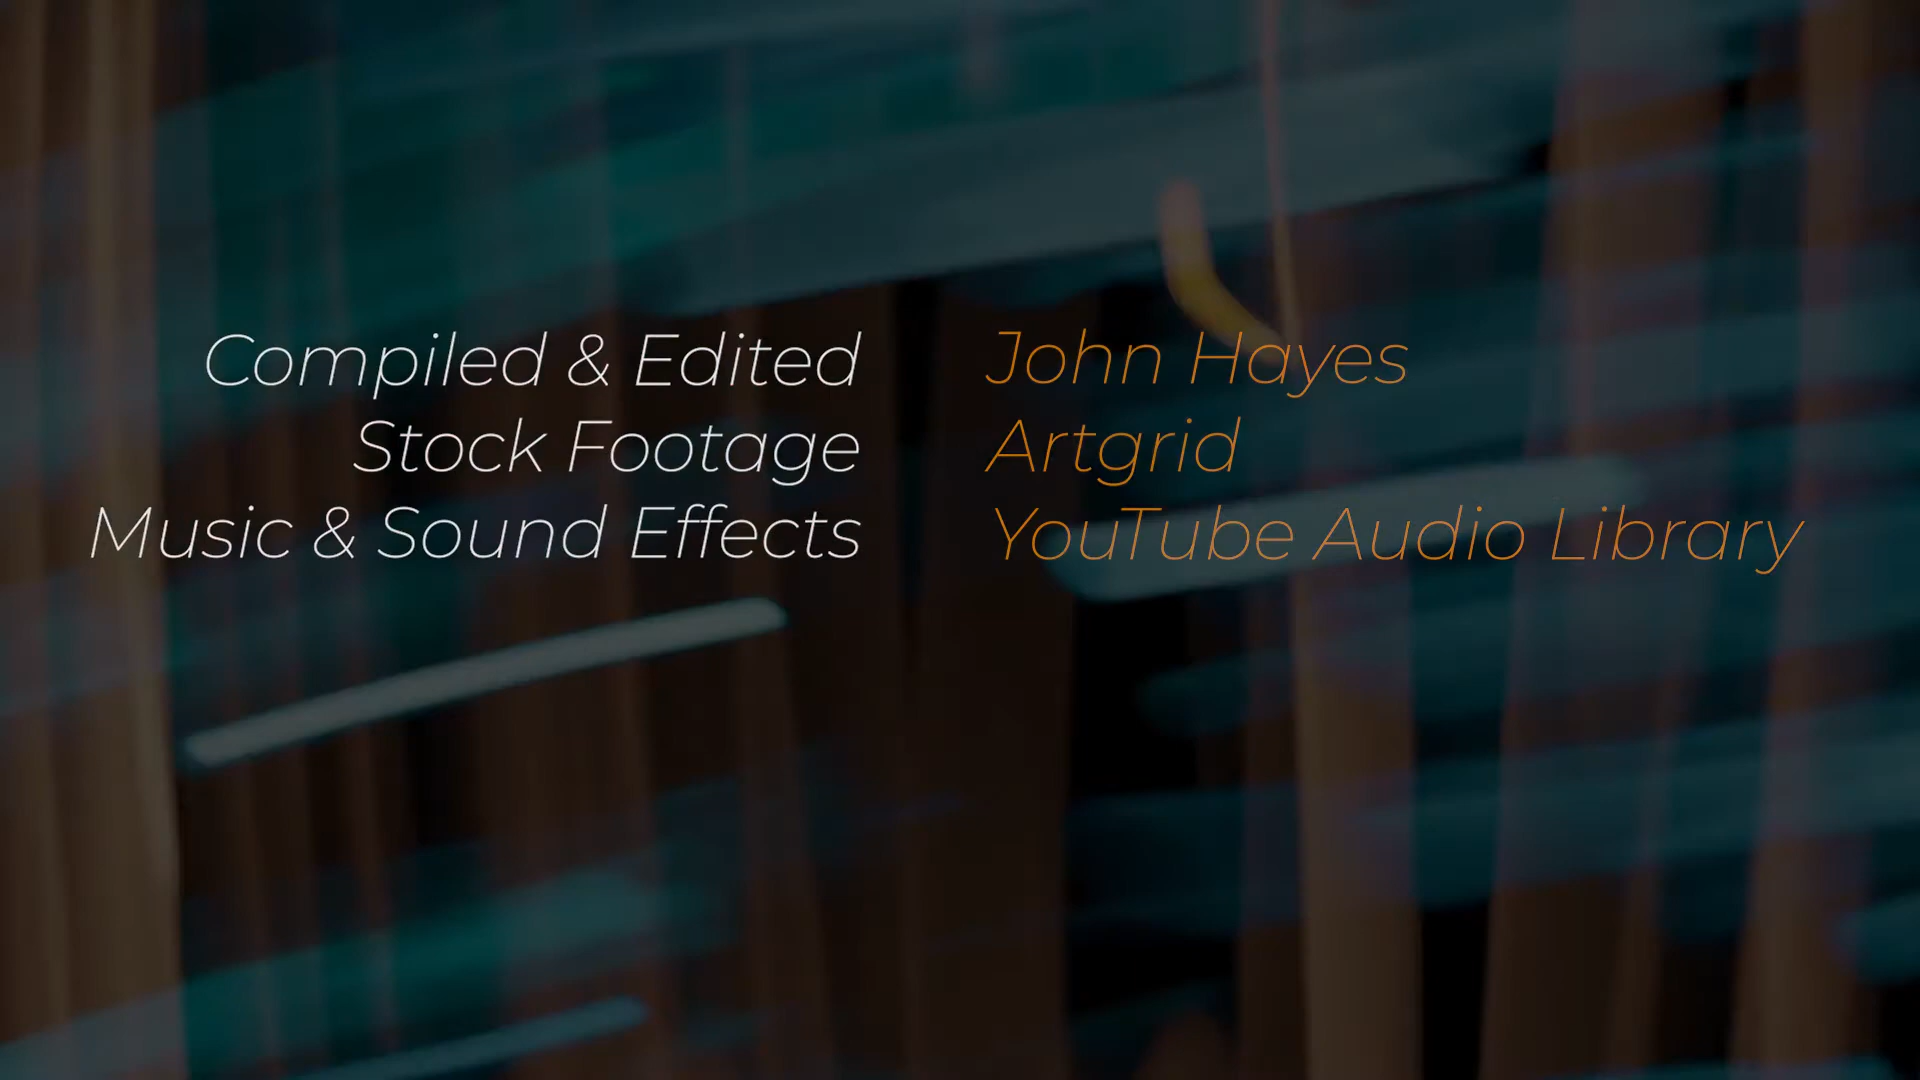 Compiled & Edited John Hayes
Stock Footage Artgrid
Music & Sound Effects YouTube Audio Library